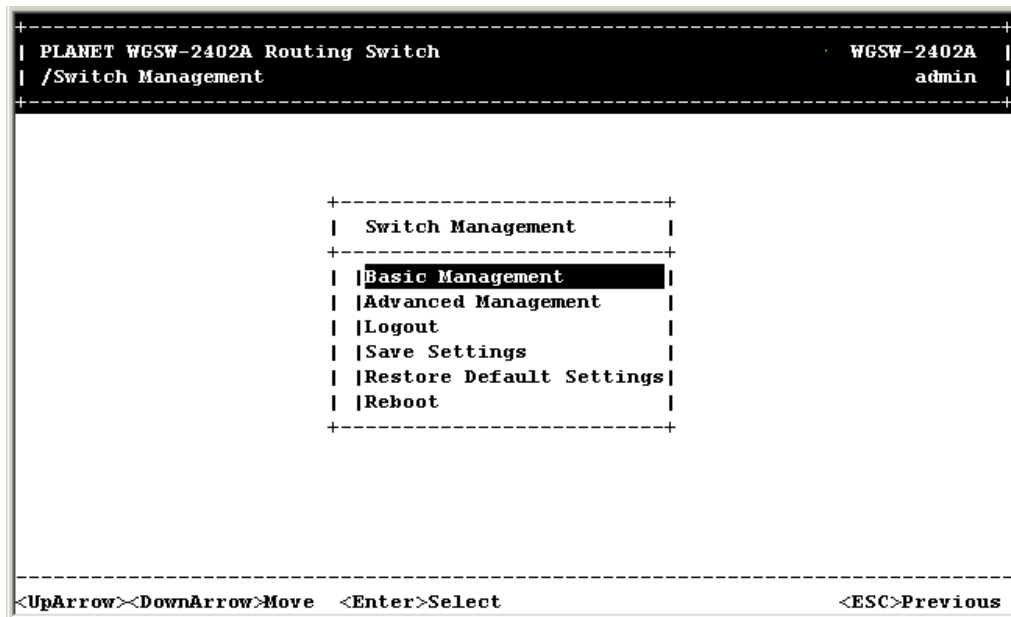 PLANET WGSW-2402A Routing Switch WGSW-2402A
/Switch Management admin
Switch Management
Basic Management
Advanced Management
Logout
Save Settings
Restore Default Settings
Reboot
<UpArrow><DownArrow>Move <Enter>Select <ESC>Previous